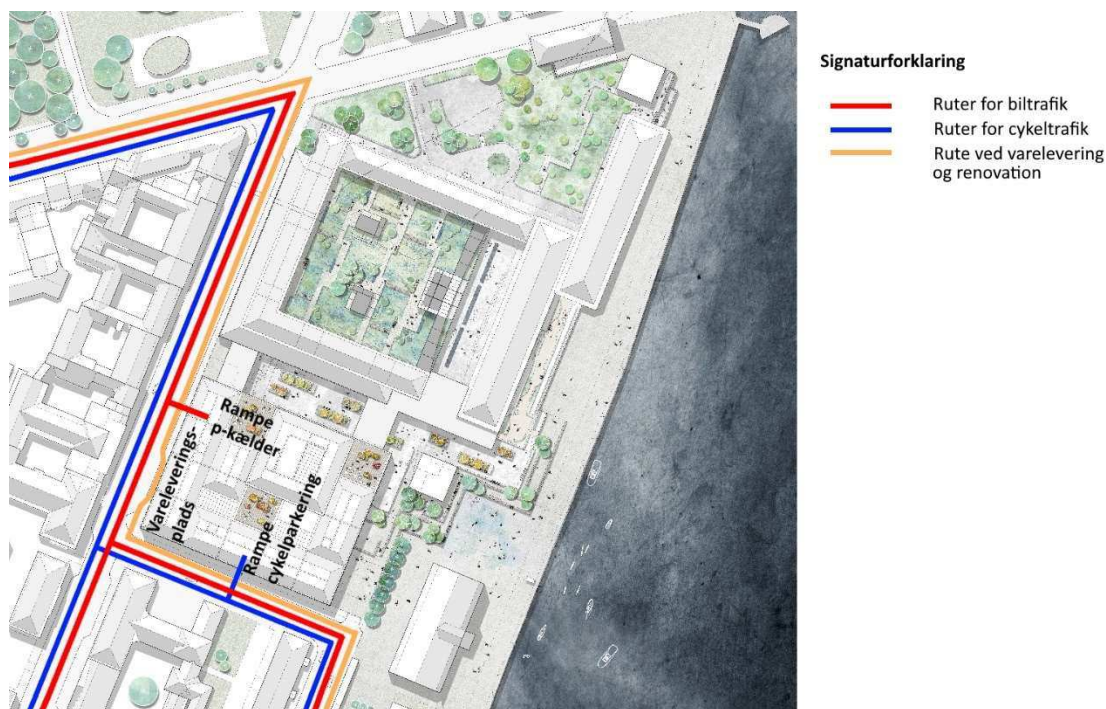 Signaturforklaring
Ruter for biltrafik
Ruter for cykeltrafik
Rute ved varelevering
og renovation
Rampe
p-kælder
Vareleverings-
plads
Rampe
cykelparkering